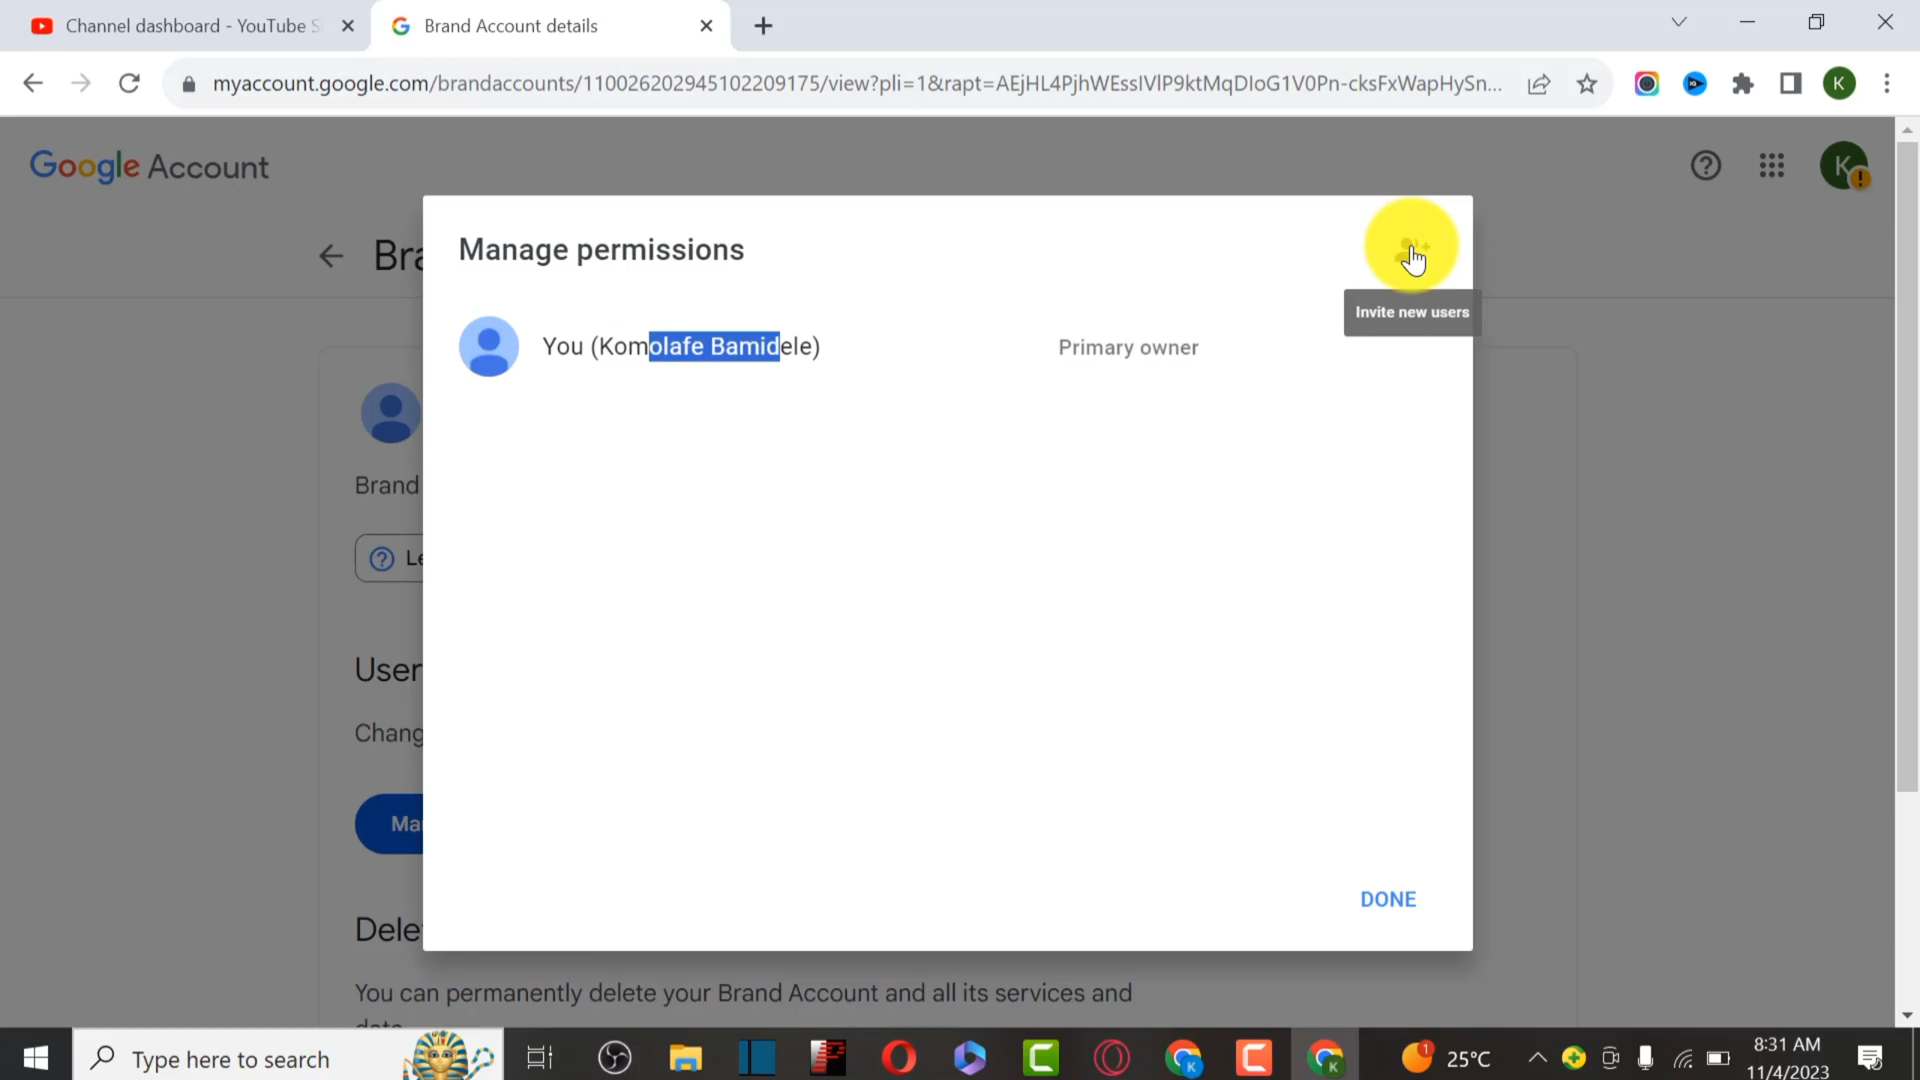 Channel dashboard - YouTube S
Brand Account details
myaccount.google.com/brandaccounts/110026202945102209175/view?pli=1&rapt=AEjHL4PjhWEssIVlP9ktMqDIoG1V0Pn-cksFxWapHySn...
K
Google Account
K
Bra
Manage permissions
Invite new users
You (Komolafe Bamidele)
Primary owner
Brand
Le
User
Chang
Ma
DONE
Dele
You can permanently delete your Brand Account and all its services and
data
Type here to search
K
K
1
25°C
8:31 AM
11/4/2023